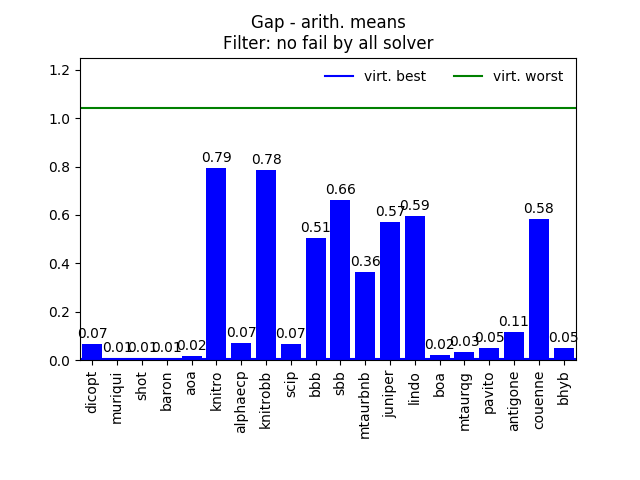 Gap - arith. means
Filter: no fail by all solver
virt. best
virt. worst
1.2
1.0
0.8
0.6
0.4
0.2
0.0
0.07
0.01
0.01
0.01
0.02
0.79
0.07
0.78
0.07
0.51
0.66
0.36
0.57
0.59
0.02
0.03
0.05
0.11
0.58
0.05
dicopt
muriqui
shot
baron
aoa
knitro
alphaecp
knitrobb
scip
bbb
sbb
mtaurbnb
juniper
lindo
boa
mtaurqg
pavito
antigone
couenne
bhyb